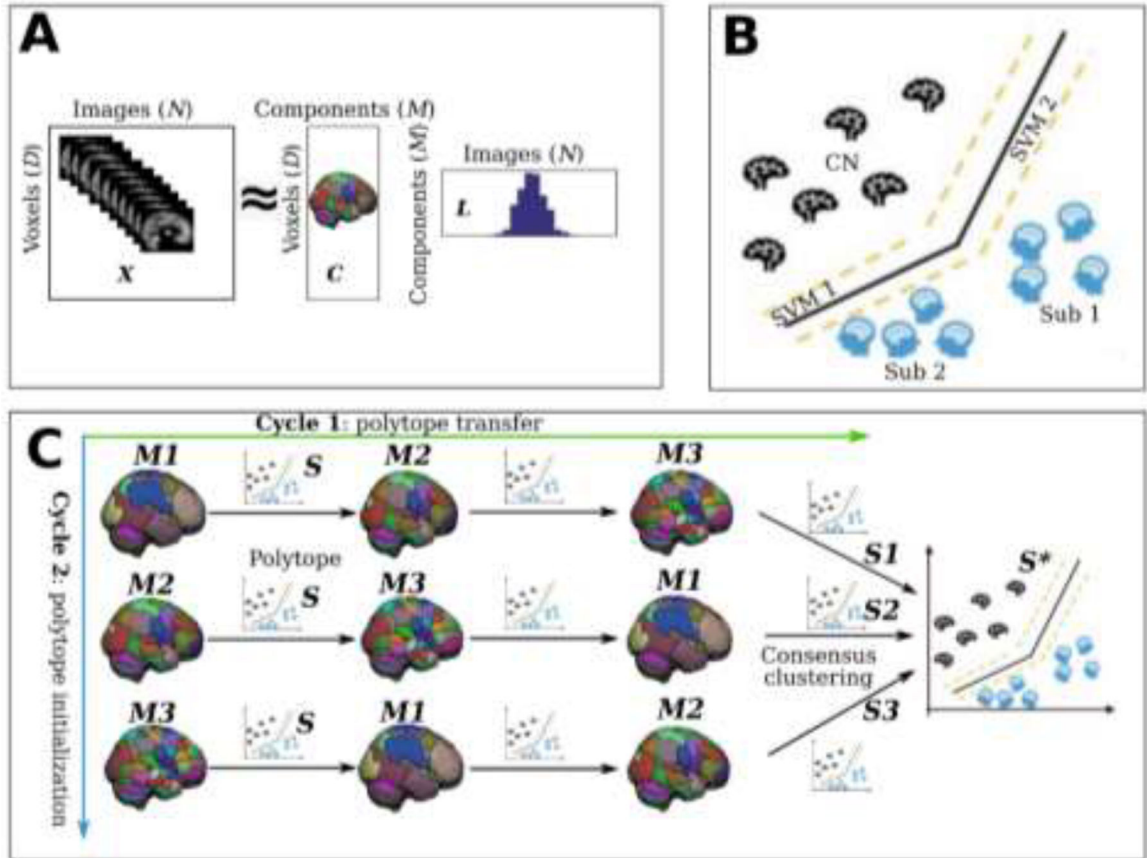 A
Images (N)
Voxels (D)
X
≈
Components (M)
Voxels (D)
C
Components (M)
Images (N)
L
B
CN
SVM 1
SVM 2
Sub 1
Sub 2
C
Cycle 1: polytope transfer
Cycle 2: polytope initialization
M1
S
M2
M3
S1
Polytope
M2
S
M3
M1
S2
Consensus
clustering
M3
S
M1
M2
S3
S*